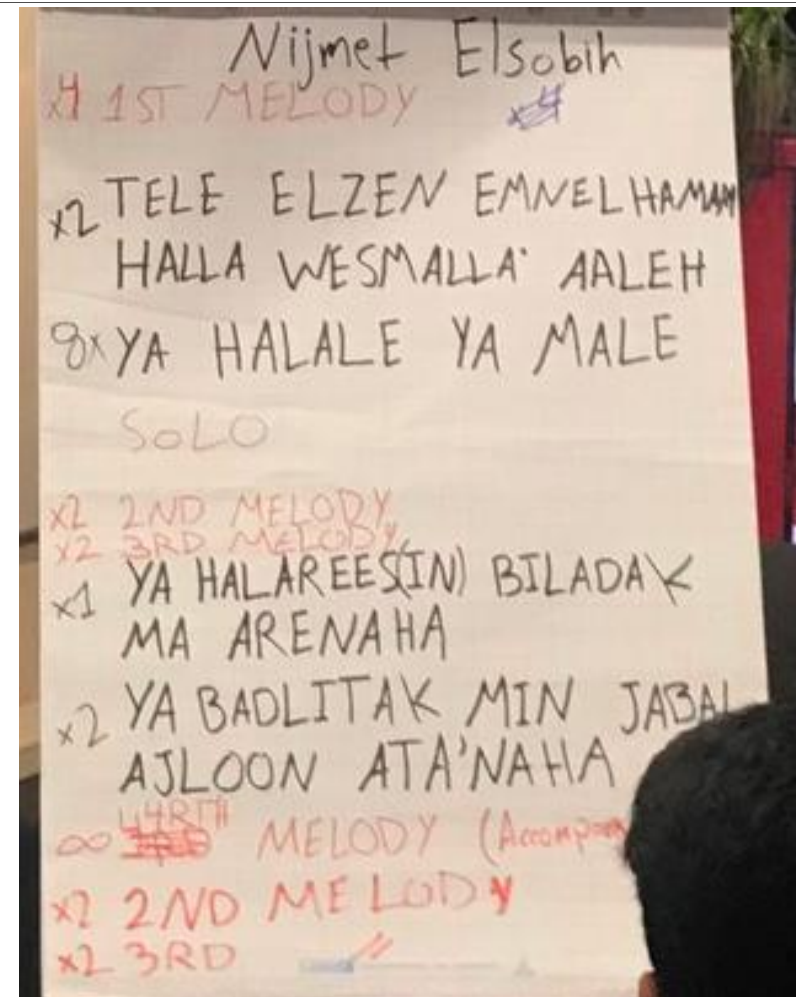 Nijmet Elsobih
x4 1ST MELODY x4
x2 TELE ELZEN EMNELHAMAM
HALLA WESMALLA' AALEH
8x YA HALALE YA MALE
SOLO
x2 2ND MELODY
x2 3RD MELODY
x1 YA HALAREES(IN) BILADAK
MA ARENAHA
x2 YA BADLITAK MIN JABAL
AJLOON ATA'NAHA
∞ 44RTH MELODY
x2 2ND MELODY
x2 3RD "